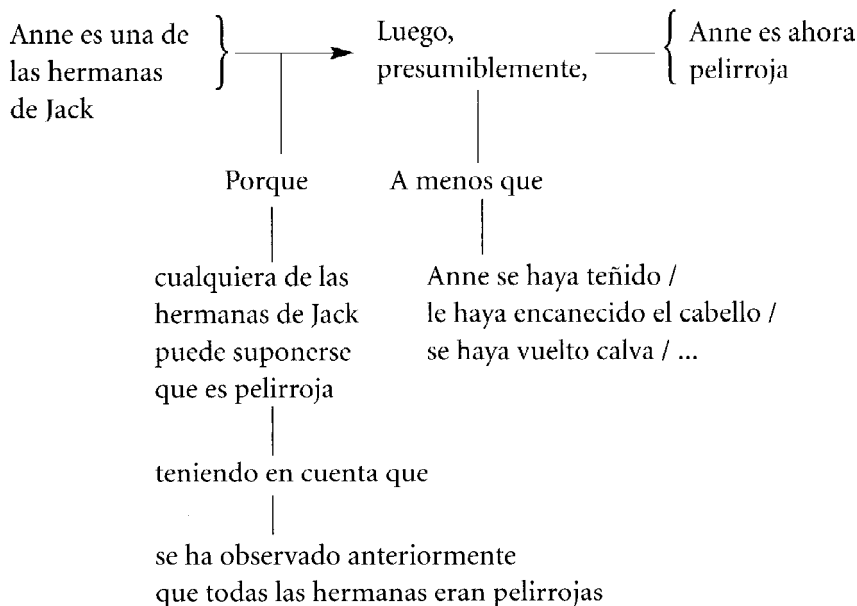 Anne es una de
las hermanas
de Jack
Luego,
presumiblemente,
Anne es ahora
pelirroja
Porque
A menos que
cualquiera de las
hermanas de Jack
puede suponerse
que es pelirroja
Anne se haya teñido /
le haya encanecido el cabello /
se haya vuelto calva / ...
teniendo en cuenta que
se ha observado anteriormente
que todas las hermanas eran pelirrojas